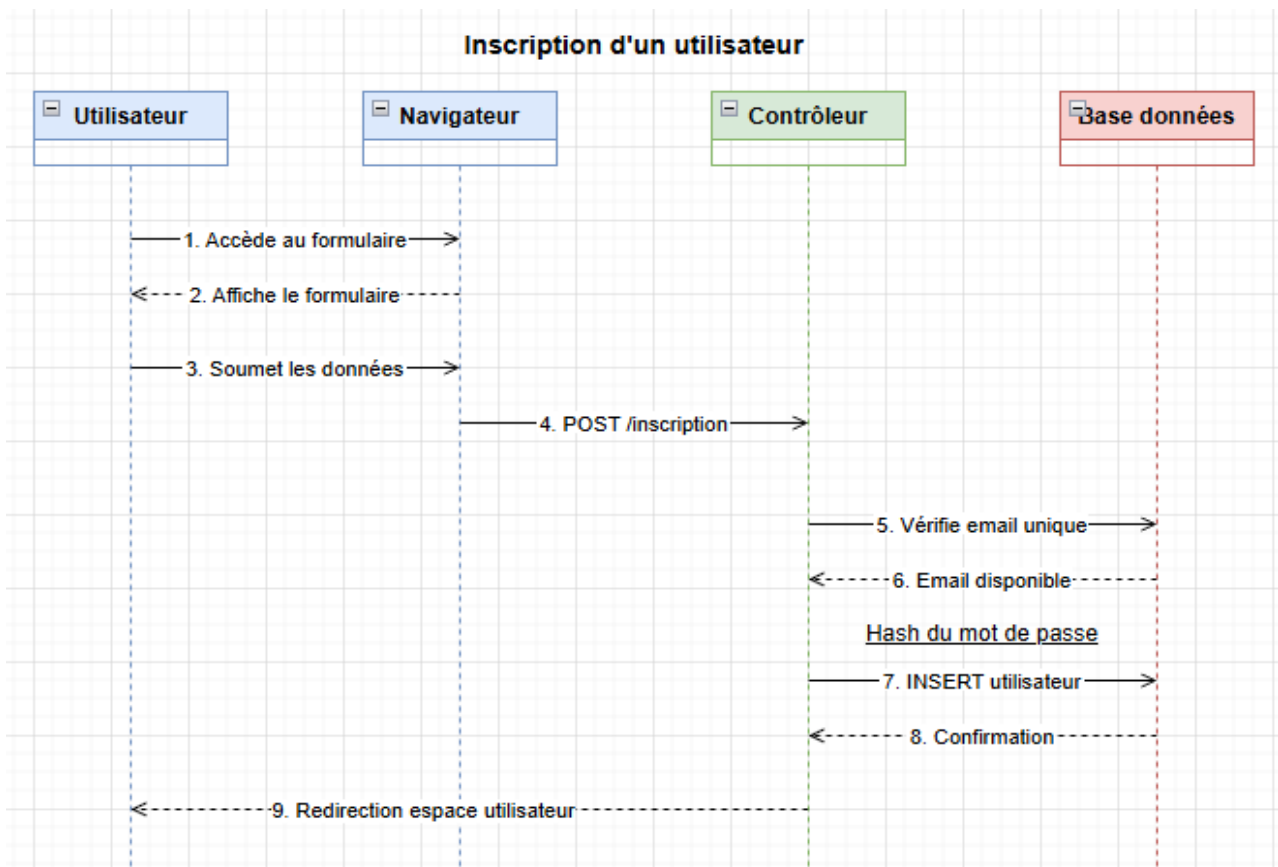 Inscription d'un utilisateur
Utilisateur
Navigateur
Contrôleur
Base données
1. Accède au formulaire
2. Affiche le formulaire
3. Soumet les données
4. POST /inscription
5. Vérifie email unique
6. Email disponible
Hash du mot de passe
7. INSERT utilisateur
8. Confirmation
9. Redirection espace utilisateur